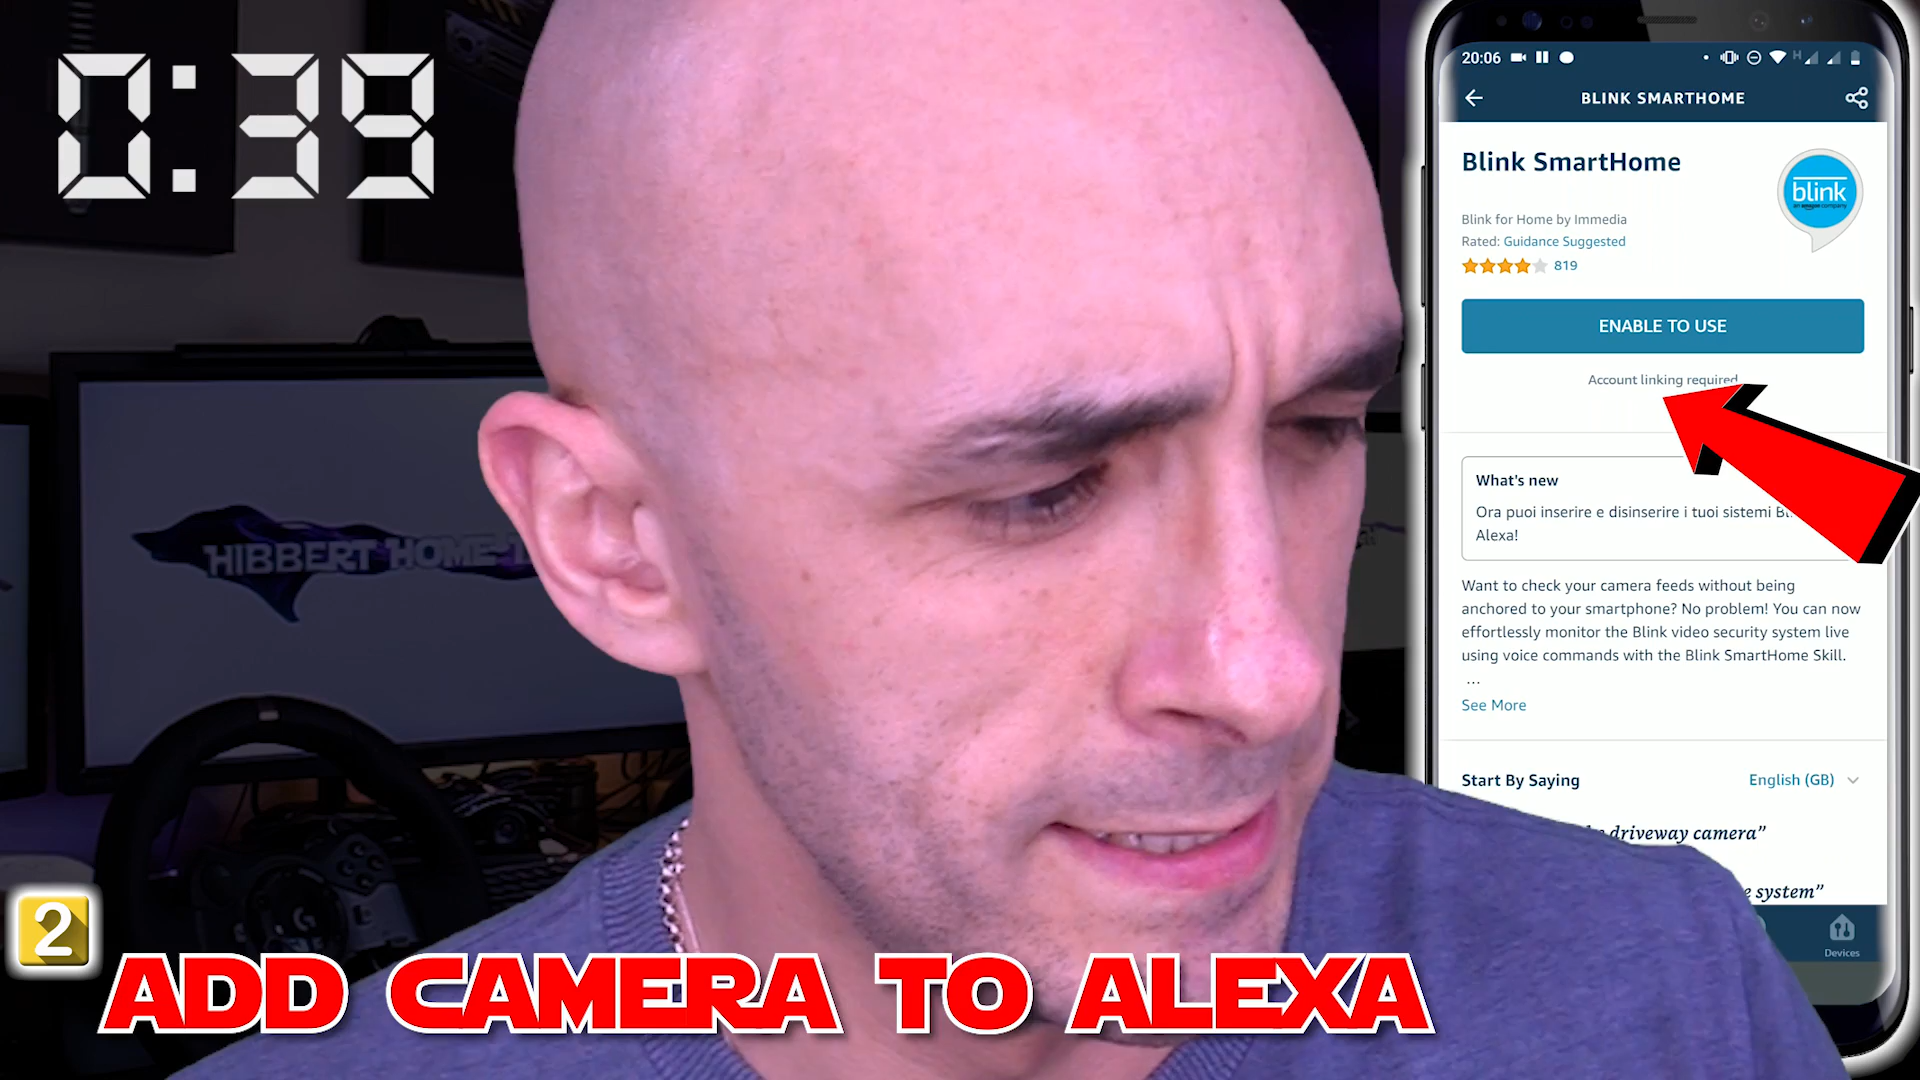 0:39
20:06
BLINK SMARTHOME
Blink SmartHome
blink
an amazon company
Blink for Home by Immedia
Rated: Guidance Suggested
819
ENABLE TO USE
Account linking required
What's new
Ora puoi inserire e disinserire i tuoi sistemi
Alexa!
Want to check your camera feeds without being
anchored to your smartphone? No problem! You can now
effortlessly monitor the Blink video security system live
using voice commands with the Blink SmartHome Skill.
...
See More
Start By Saying
English (GB)
driveway camera”
system”
Devices
HIBBERT HOME
2
ADD CAMERA TO ALEXA